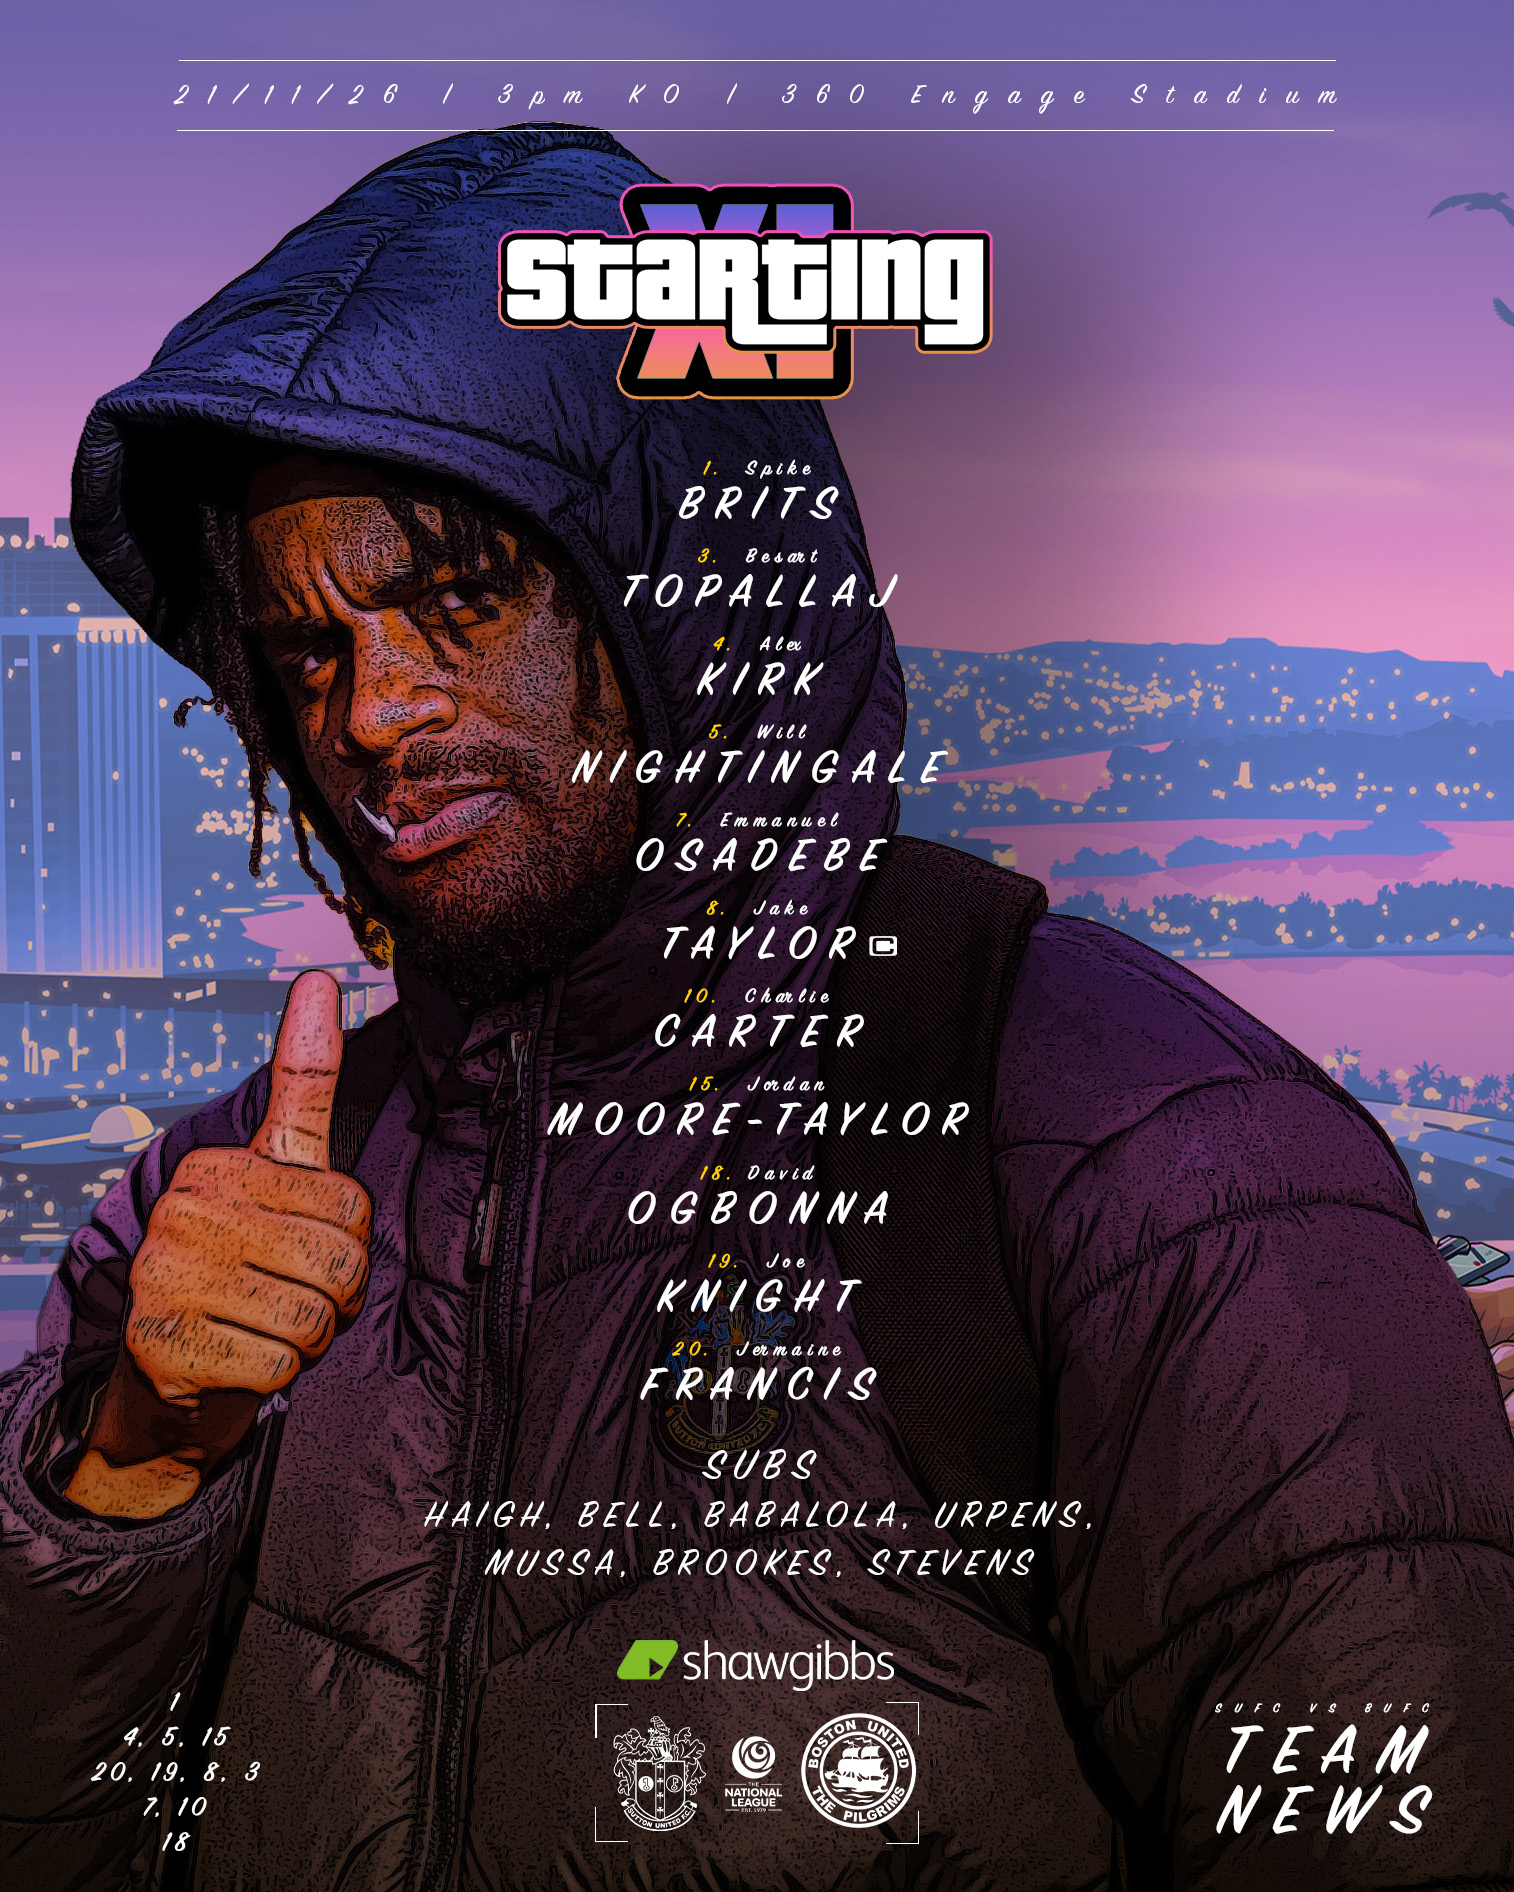 21/11/26 | 3pm KO | 360 Engage Stadium
XI
Starting
1. Spike
BRITS
3. Besart
TOPALLAJ
4. Alex
KIRK
5. Will
NIGHTINGALE
7. Emmanuel
OSADEBE
8. Jake
TAYLOR C
10. Charlie
CARTER
15. Jordan
MOORE-TAYLOR
18. David
OGBONNA
19. Joe
KNIGHT
20. Jermaine
FRANCIS
SUBS
HAIGH, BELL, BABALOLA, URPENS,
MUSSA, BROOKES, STEVENS
shawgibbs
1
4, 5, 15
20, 19, 8, 3
7, 10
18
SUTTON UNITED F.C.
THE
NATIONAL
LEAGUE
EST. 1979
BOSTON UNITED
THE PILGRIMS
SUFC VS BUFC
TEAM
NEWS